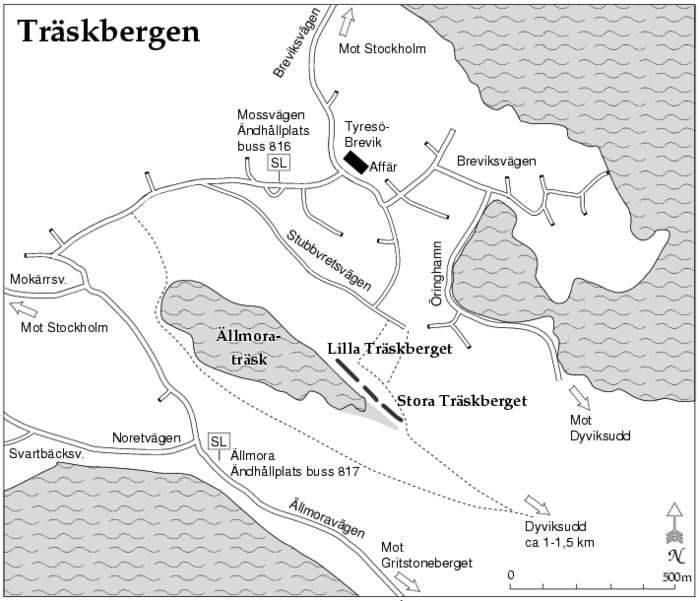 Träskbergen
Breviksvägen
Mot Stockholm
Mossvägen
Ändhållplats
buss 816
SL
Tyresö-
Brevik
Affär
Breviksvägen
Stubbvretsvägen
Öringhamn
Mokärrsv.
Mot Stockholm
Ällmora-
träsk
Lilla Träskberget
Stora Träskberget
Mot
Dyviksudd
Noretvägen
Svartbäcksv.
SL
Ällmora
Ändhållplats buss 817
Ällmoravägen
Mot
Gritstoneberget
Dyviksudd
ca 1-1,5 km
N
0
500m